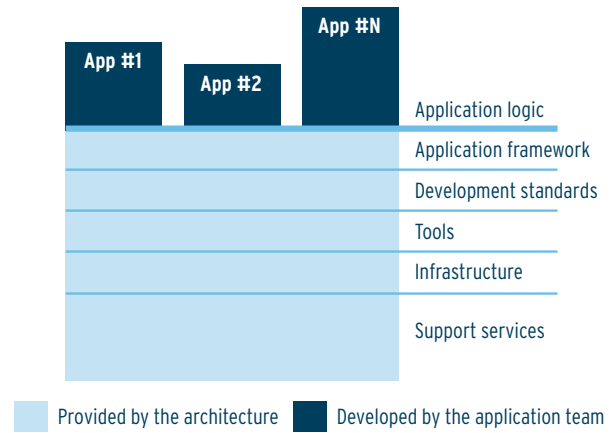 App #N
App #1
App #2
Application logic
Application framework
Development standards
Tools
Infrastructure
Support services
Provided by the architecture
Developed by the application team